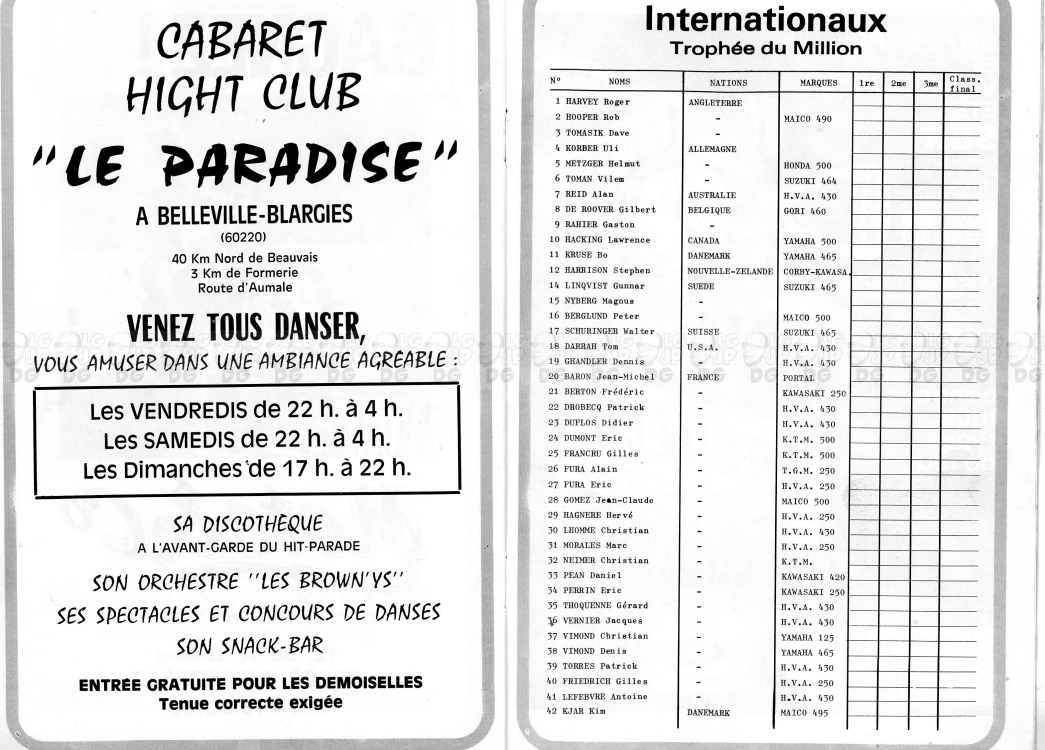 CABARET
HIGHT CLUB
"LE PARADISE"
A BELLEVILLE-BLARGIES
(60220)
40 Km Nord de Beauvais
3 Km de Formerie
Route d'Aumale
VENEZ TOUS DANSER,
VOUS AMUSER DANS UNE AMBIANCE AGRÉABLE :
Les VENDREDIS de 22 h. à 4 h.
Les SAMEDIS de 22 h. à 4 h.
Les Dimanches de 17 h. à 22 h.
SA DISCOTHÈQUE
A L'AVANT-GARDE DU HIT-PARADE
SON ORCHESTRE "LES BROWN'YS"
SES SPECTACLES ET CONCOURS DE DANSES
SON SNACK-BAR
ENTRÉE GRATUITE POUR LES DEMOISELLES
Tenue correcte exigée
Internationaux
Trophée du Million
N° NOMS NATIONS MARQUES 1re 2me 3me Class. final
1 HARVEY Roger ANGLETERRE
2 HOOPER Rob - MAICO 490
3 TOMASIK Dave -
4 KORBER Uli ALLEMAGNE
5 METZGER Helmut - HONDA 500
6 TOMAN Vilem - SUZUKI 464
7 REID Alan AUSTRALIE H.V.A. 430
8 DE ROOVER Gilbert BELGIQUE GORI 460
9 RAHIER Gaston -
10 HACKING Lawrence CANADA YAMAHA 500
11 KRUSE Bo DANEMARK YAMAHA 465
12 HARRISON Stephen NOUVELLE-ZELANDE CORBY-KAWASA.
14 LINQVIST Gunnar SUEDE SUZUKI 465
15 NYBERG Magnus -
16 BERGLUND Peter - MAICO 500
17 SCHURINGER Walter SUISSE SUZUKI 465
18 DARRAH Tom U.S.A. H.V.A. 430
19 GHANDLER Dennis - H.V.A. 430
20 BARON Jean-Michel FRANCE PORTAL
21 BERTON Frédéric - KAWASAKI 250
22 DROBECQ Patrick - H.V.A. 430
23 DUFLOS Didier - H.V.A. 430
24 DUMONT Eric - K.T.M. 500
25 FRANCRU Gilles - K.T.M. 500
26 FURA Alain - T.G.M. 250
27 FURA Eric - H.V.A. 250
28 GOMEZ Jean-Claude - MAICO 500
29 HAGNERE Hervé - H.V.A. 250
30 LHOMME Christian - H.V.A. 430
31 MORALES Marc - H.V.A. 250
32 NEIMER Christian - K.T.M.
33 PEAN Daniel - KAWASAKI 420
34 PERRIN Eric - KAWASAKI 250
35 THOQUENNE Gérard - H.V.A. 430
36 VERNIER Jacques - H.V.A. 430
37 VIMOND Christian - YAMAHA 125
38 VIMOND Denis - YAMAHA 465
39 TORRES Patrick - H.V.A. 430
40 FRIEDRICH Gilles - H.V.A. 250
41 LEFEBVRE Antoine - H.V.A. 430
42 KJAR Kim DANEMARK MAICO 495